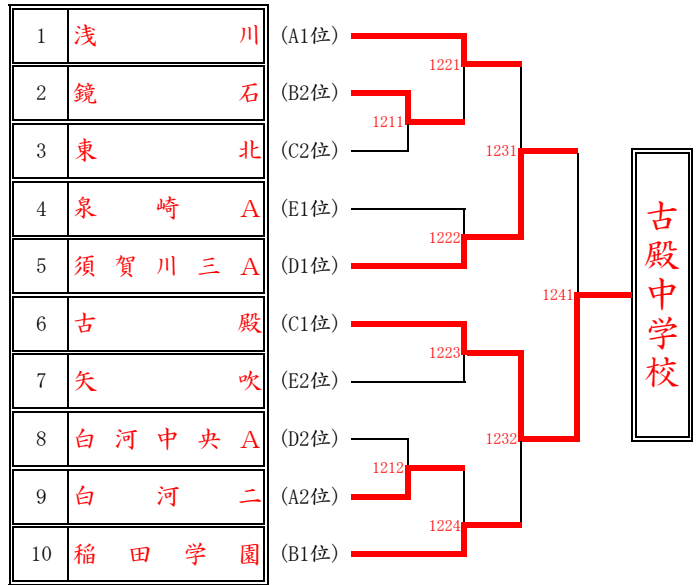 1 浅川 (A1位)
1221
2 鏡石 (B2位)
1211
3 東北 (C2位)
1231
4 泉崎A (E1位)
1222
5 須賀川三A (D1位)
1241
6 古殿 (C1位)
1223
7 矢吹 (E2位)
8 白河中央A (D2位)
1232
1212
9 白河二 (A2位)
1224
10 稲田学園 (B1位)
古殿中学校